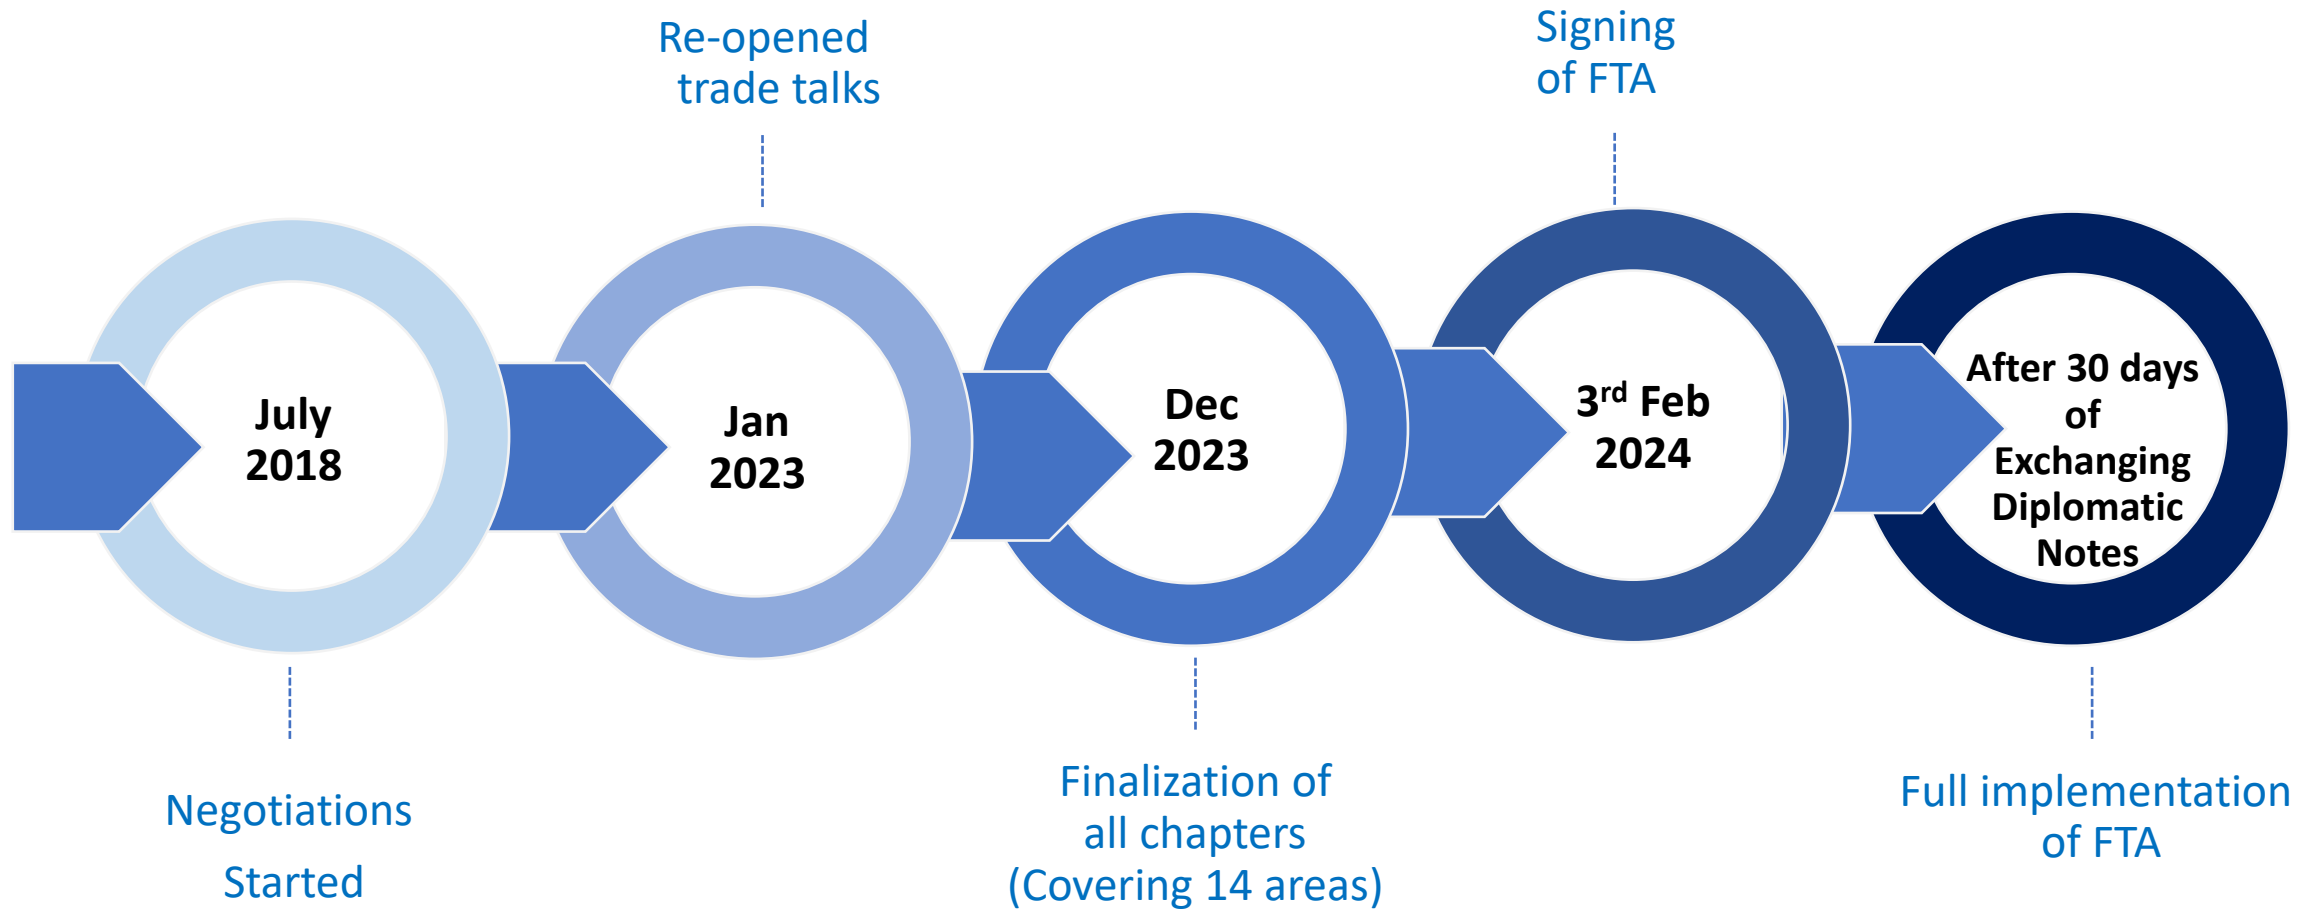 Re-opened
trade talks
Signing
of FTA
July
2018
Jan
2023
Dec
2023
3rd Feb
2024
After 30 days
of
Exchanging
Diplomatic
Notes
Negotiations
Started
Finalization of
all chapters
(Covering 14 areas)
Full implementation
of FTA